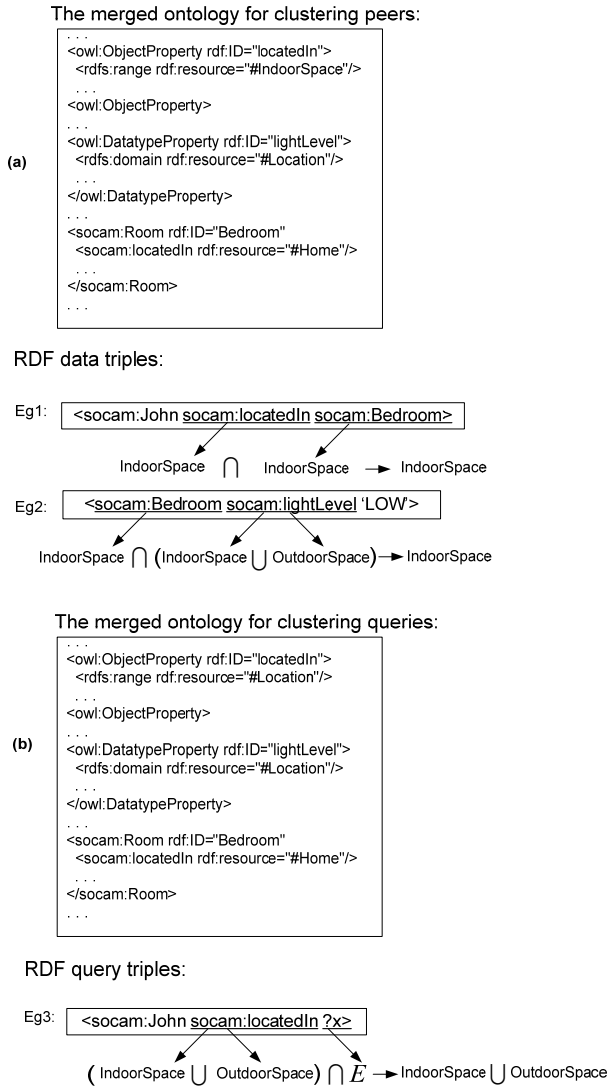 The merged ontology for clustering peers:
. . .
<owl:ObjectProperty rdf:ID="locatedIn">
<rdfs:range rdf:resource="#IndoorSpace"/>
. . .
<owl:ObjectProperty>
. . .
<owl:DatatypeProperty rdf:ID="lightLevel">
<rdfs:domain rdf:resource="#Location"/>
. . .
</owl:DatatypeProperty>
. . .
<socam:Room rdf:ID="Bedroom"
<socam:locatedIn rdf:resource="#Home"/>
. . .
</socam:Room>
. . .
(a)
RDF data triples:
Eg1: <socam:John socam:locatedIn socam:Bedroom>
IndoorSpace ∩ IndoorSpace → IndoorSpace
Eg2: <socam:Bedroom socam:lightLevel 'LOW'>
IndoorSpace ∩ (IndoorSpace ∪ OutdoorSpace) → IndoorSpace
The merged ontology for clustering queries:
. . .
<owl:ObjectProperty rdf:ID="locatedIn">
<rdfs:range rdf:resource="#Location"/>
. . .
<owl:ObjectProperty>
. . .
<owl:DatatypeProperty rdf:ID="lightLevel">
<rdfs:domain rdf:resource="#Location"/>
. . .
</owl:DatatypeProperty>
. . .
<socam:Room rdf:ID="Bedroom"
<socam:locatedIn rdf:resource="#Home"/>
. . .
</socam:Room>
. . .
(b)
RDF query triples:
Eg3: <socam:John socam:locatedIn ?x>
( IndoorSpace ∪ OutdoorSpace) ∩ E → IndoorSpace ∪ OutdoorSpace